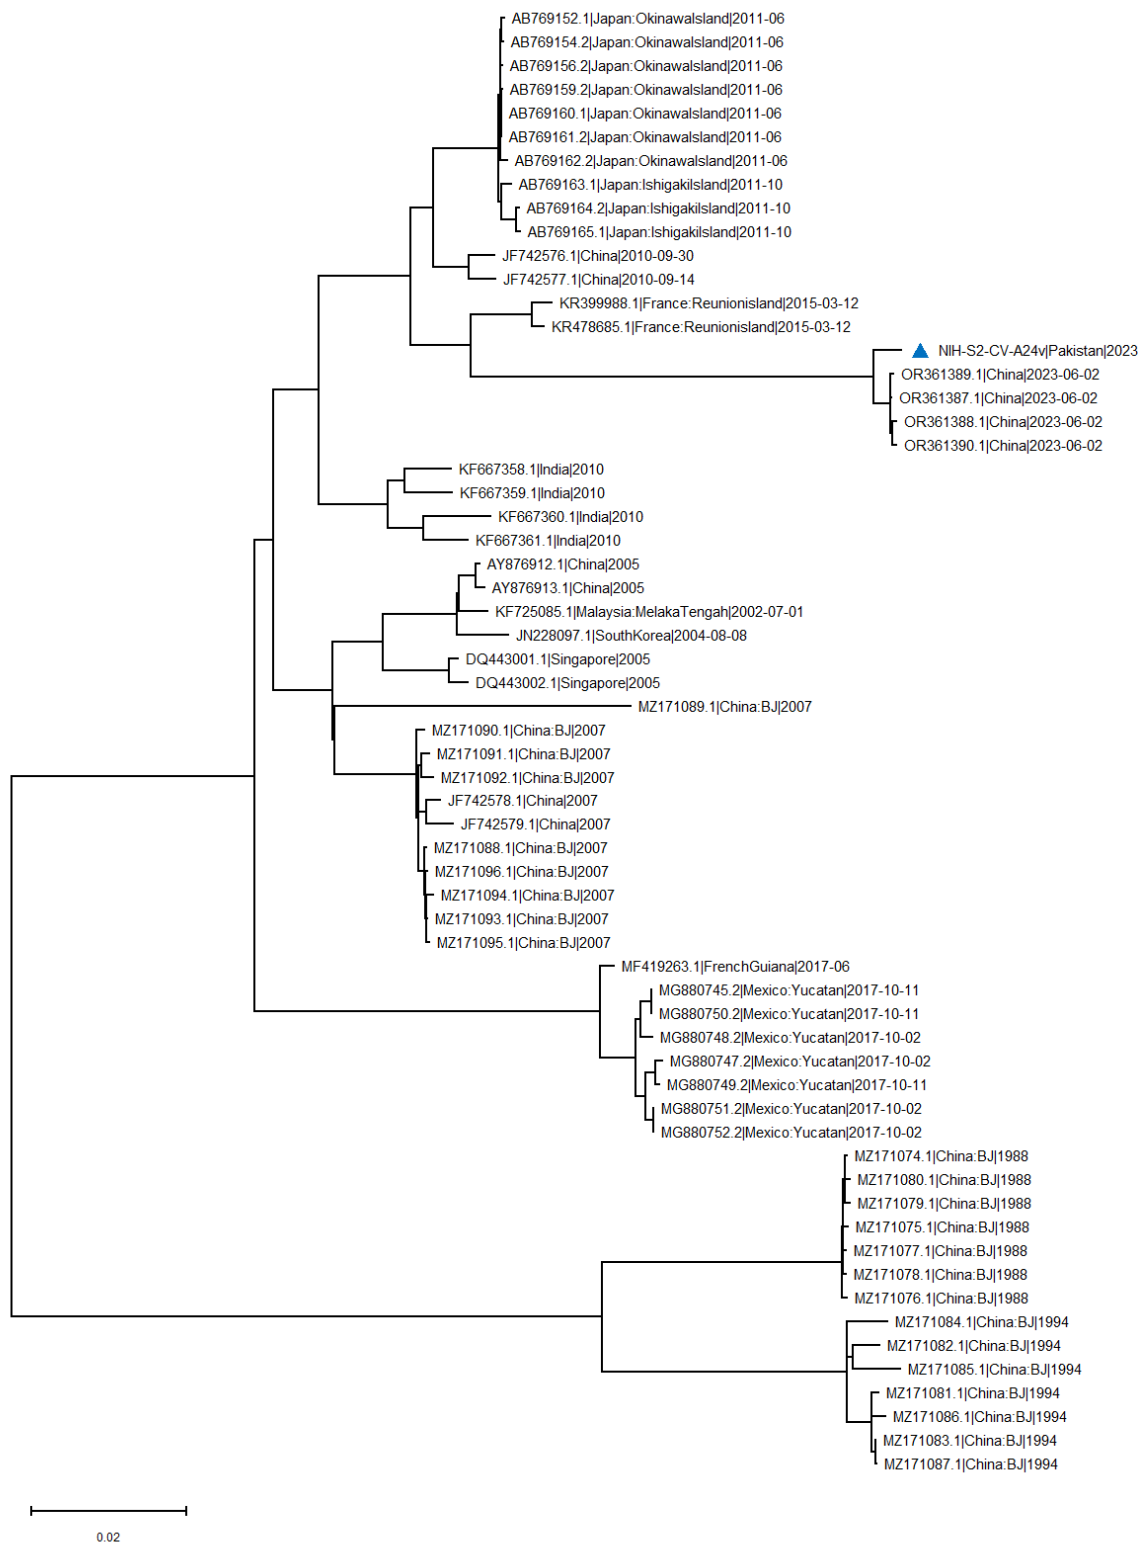 AB769152.1|Japan:OkinawaIsland|2011-06
AB769154.2|Japan:OkinawaIsland|2011-06
AB769156.2|Japan:OkinawaIsland|2011-06
AB769159.2|Japan:OkinawaIsland|2011-06
AB769160.1|Japan:OkinawaIsland|2011-06
AB769161.2|Japan:OkinawaIsland|2011-06
AB769162.2|Japan:OkinawaIsland|2011-06
AB769163.1|Japan:IshigakiIsland|2011-10
AB769164.2|Japan:IshigakiIsland|2011-10
AB769165.1|Japan:IshigakiIsland|2011-10
JF742576.1|China|2010-09-30
JF742577.1|China|2010-09-14
KR399988.1|France:Reunionisland|2015-03-12
KR478685.1|France:Reunionisland|2015-03-12
NIH-S2-CV-A24v|Pakistan|2023
OR361389.1|China|2023-06-02
OR361387.1|China|2023-06-02
OR361388.1|China|2023-06-02
OR361390.1|China|2023-06-02
KF667358.1|India|2010
KF667359.1|India|2010
KF667360.1|India|2010
KF667361.1|India|2010
AY876912.1|China|2005
AY876913.1|China|2005
KF725085.1|Malaysia:MelakaTengah|2002-07-01
JN228097.1|SouthKorea|2004-08-08
DQ443001.1|Singapore|2005
DQ443002.1|Singapore|2005
MZ171089.1|China:BJ|2007
MZ171090.1|China:BJ|2007
MZ171091.1|China:BJ|2007
MZ171092.1|China:BJ|2007
JF742578.1|China|2007
JF742579.1|China|2007
MZ171088.1|China:BJ|2007
MZ171096.1|China:BJ|2007
MZ171094.1|China:BJ|2007
MZ171093.1|China:BJ|2007
MZ171095.1|China:BJ|2007
MF419263.1|FrenchGuiana|2017-06
MG880745.2|Mexico:Yucatan|2017-10-11
MG880750.2|Mexico:Yucatan|2017-10-11
MG880748.2|Mexico:Yucatan|2017-10-02
MG880747.2|Mexico:Yucatan|2017-10-02
MG880749.2|Mexico:Yucatan|2017-10-11
MG880751.2|Mexico:Yucatan|2017-10-02
MG880752.2|Mexico:Yucatan|2017-10-02
MZ171074.1|China:BJ|1988
MZ171080.1|China:BJ|1988
MZ171079.1|China:BJ|1988
MZ171075.1|China:BJ|1988
MZ171077.1|China:BJ|1988
MZ171078.1|China:BJ|1988
MZ171076.1|China:BJ|1988
MZ171084.1|China:BJ|1994
MZ171082.1|China:BJ|1994
MZ171085.1|China:BJ|1994
MZ171081.1|China:BJ|1994
MZ171086.1|China:BJ|1994
MZ171083.1|China:BJ|1994
MZ171087.1|China:BJ|1994
0.02